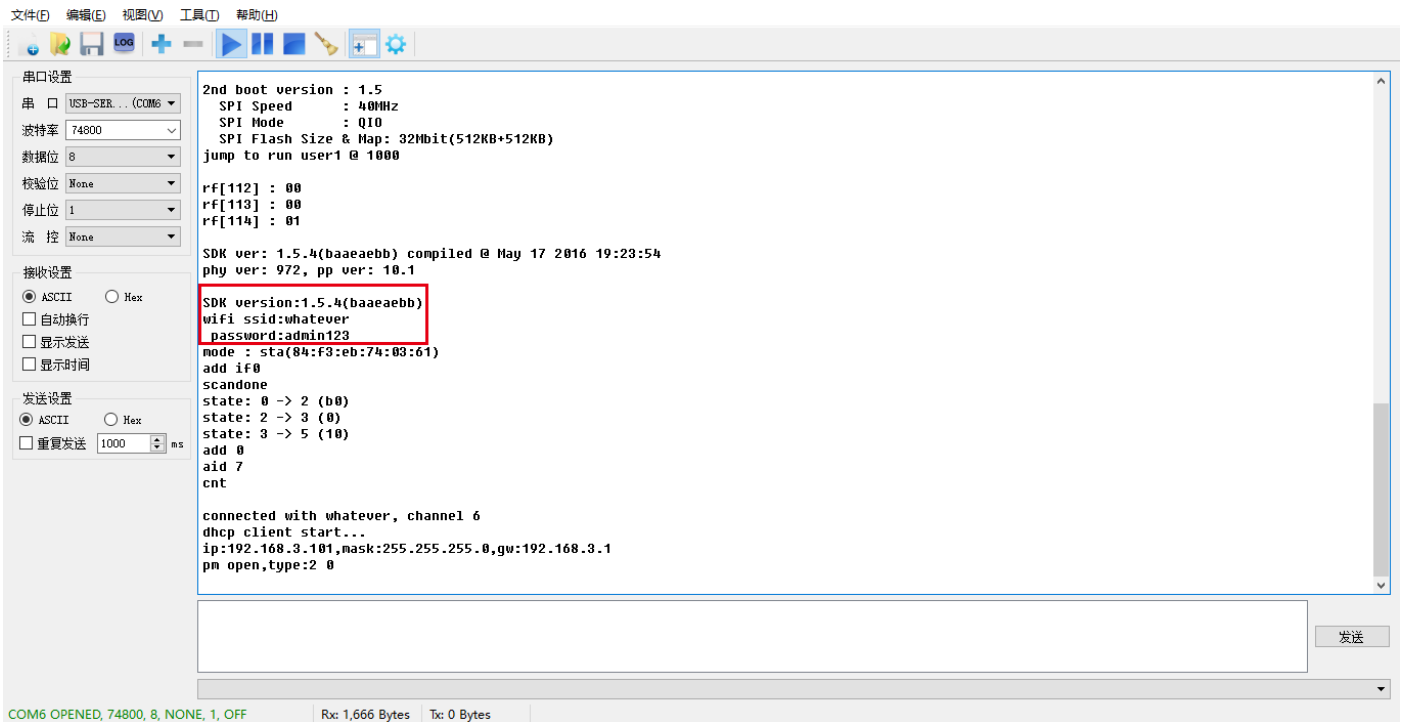 文件(F) 编辑(E) 视图(V) 工具(T) 帮助(H)
LOG
串口设置
串 口 USB-SER...(COM6
波特率 74800
数据位 8
校验位 None
停止位 1
流 控 None
接收设置
ASCII Hex
自动换行
显示发送
显示时间
发送设置
ASCII Hex
重复发送 1000 ms
2nd boot version : 1.5
SPI Speed : 40MHz
SPI Mode : QIO
SPI Flash Size & Map: 32Mbit(512KB+512KB)
jump to run user1 @ 1000
rf[112] : 00
rf[113] : 00
rf[114] : 01
SDK ver: 1.5.4(baaeaebb) compiled @ May 17 2016 19:23:54
phy ver: 972, pp ver: 10.1
SDK version:1.5.4(baaeaebb)
wifi ssid:whatever
password:admin123
mode : sta(84:f3:eb:74:03:61)
add if0
scandone
state: 0 -> 2 (b0)
state: 2 -> 3 (0)
state: 3 -> 5 (10)
add 0
aid 7
cnt
connected with whatever, channel 6
dhcp client start...
ip:192.168.3.101,mask:255.255.255.0,gw:192.168.3.1
pm open,type:2 0
发送
COM6 OPENED, 74800, 8, NONE, 1, OFF Rx: 1,666 Bytes Tx: 0 Bytes